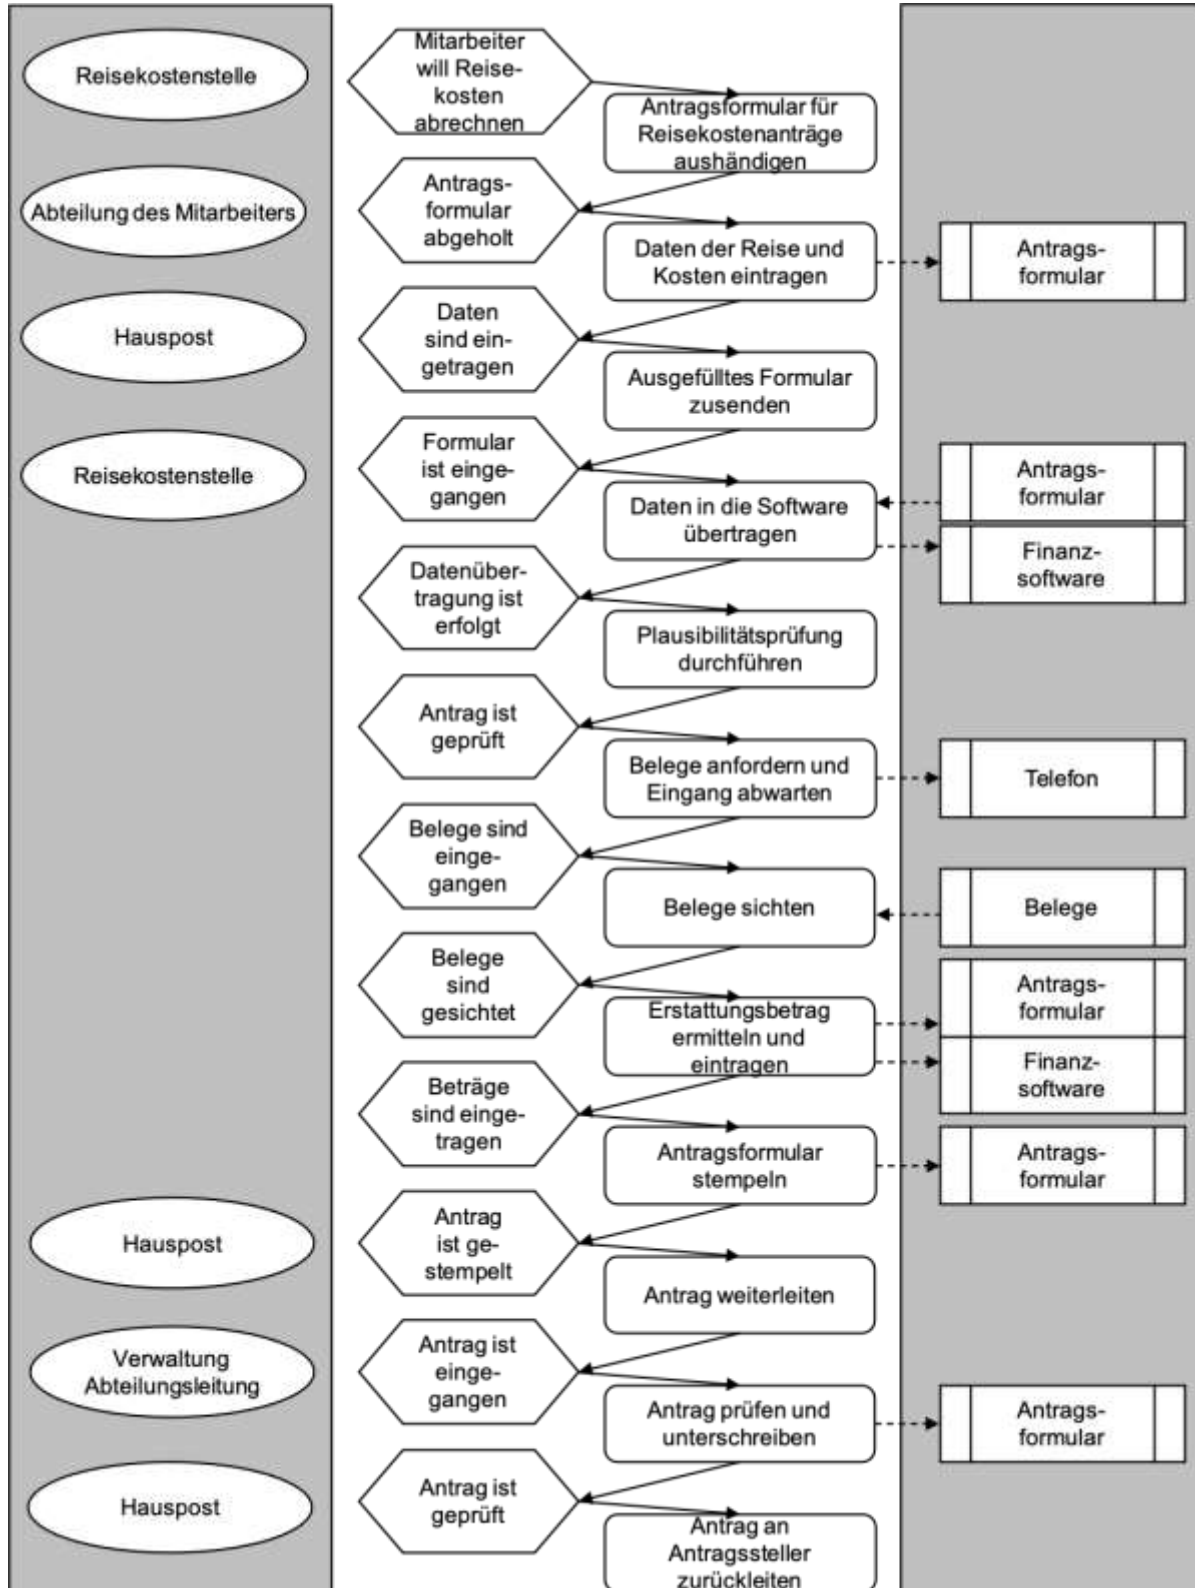 Reisekostenstelle
Mitarbeiter
will Reise-
kosten
abrechnen
Antragsformular für
Reisekostenanträge
aushändigen
Abteilung des Mitarbeiters
Antrags-
formular
abgeholt
Daten der Reise und
Kosten eintragen
Antrags-
formular
Hauspost
Daten
sind ein-
getragen
Ausgefülltes Formular
zusenden
Reisekostenstelle
Formular
ist einge-
gangen
Daten in die Software
übertragen
Antrags-
formular
Finanz-
software
Datenüber-
tragung ist
erfolgt
Plausibilitätsprüfung
durchführen
Antrag ist
geprüft
Belege anfordern und
Eingang abwarten
Telefon
Belege sind
einge-
gangen
Belege sichten
Belege
Belege
sind
gesichtet
Erstattungsbetrag
ermitteln und
eintragen
Antrags-
formular
Finanz-
software
Beträge
sind einge-
tragen
Antragsformular
stempeln
Antrags-
formular
Hauspost
Antrag
ist ge-
stempelt
Antrag weiterleiten
Verwaltung
Abteilungsleitung
Antrag ist
einge-
gangen
Antrag prüfen und
unterschreiben
Antrags-
formular
Hauspost
Antrag ist
geprüft
Antrag an
Antragssteller
zurückleiten